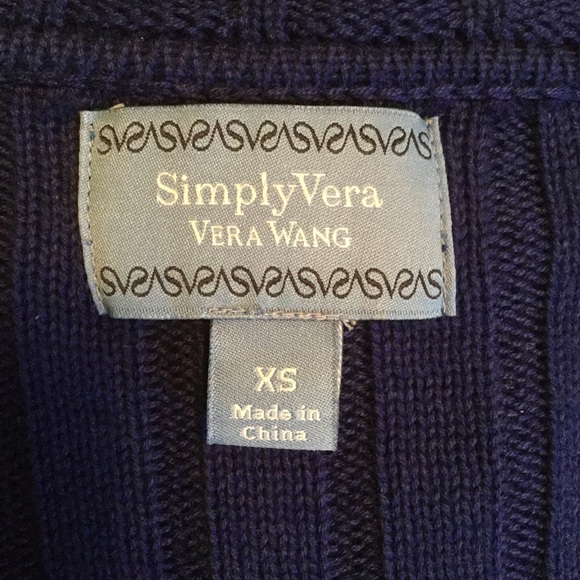 SimplyVera
VERA WANG
XS
Made in
China